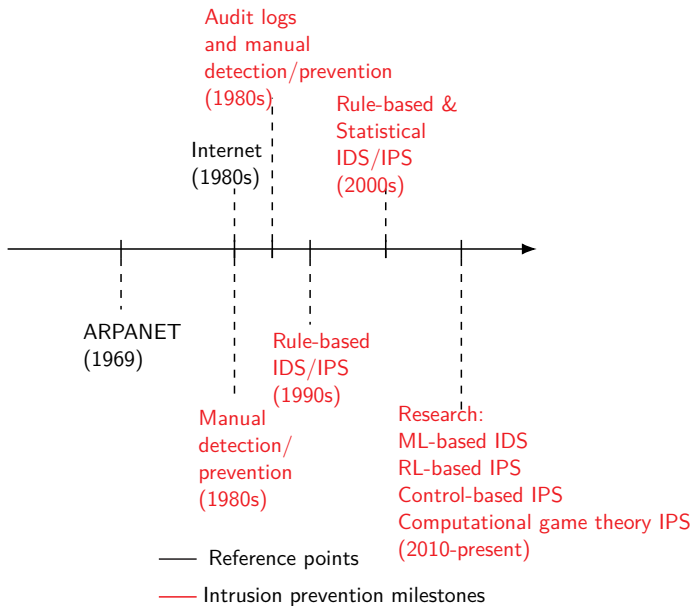 Audit logs
and manual
detection/prevention
(1980s)
Rule-based &
Statistical
IDS/IPS
(2000s)
Internet
(1980s)
ARPANET
(1969)
Rule-based
IDS/IPS
(1990s)
Manual
detection/
prevention
(1980s)
Research:
ML-based IDS
RL-based IPS
Control-based IPS
Computational game theory IPS
(2010-present)
Reference points
Intrusion prevention milestones